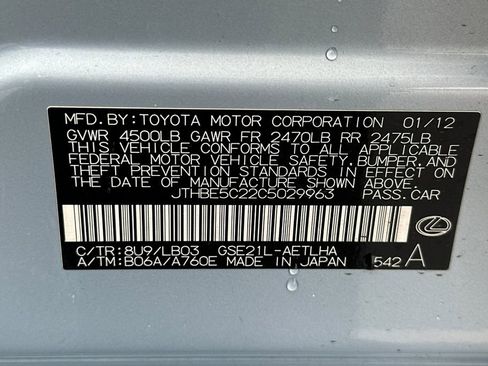 MFD.BY:TOYOTA MOTOR CORPORATION 01/12
GVWR 4500LB GAWR FR 2470LB RR 2475LB
THIS VEHICLE CONFORMS TO ALL APPLICABLE
FEDERAL MOTOR VEHICLE SAFETY,BUMPER,AND
THEFT PREVENTION STANDARDS IN EFFECT ON
THE DATE OF MANUFACTURE SHOWN ABOVE.
JTHBE5C22C5029963 PASS.CAR
C/TR:8U9/LB03 GSE21L-AETLHA
A/TM:B06A/A760E MADE IN JAPAN 542 A